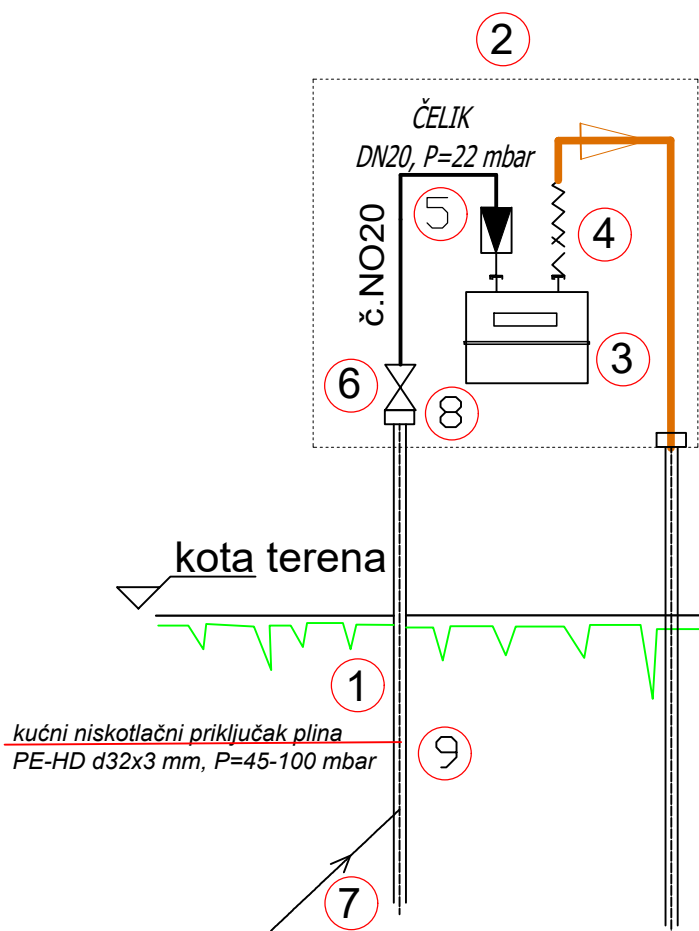 2
ČELIK
DN20, P=22 mbar
5
4
č.NO20
3
6
8
kota terena
1
kućni niskotlačni priključak plina
9
PE-HD d32x3 mm, P=45-100 mbar
7